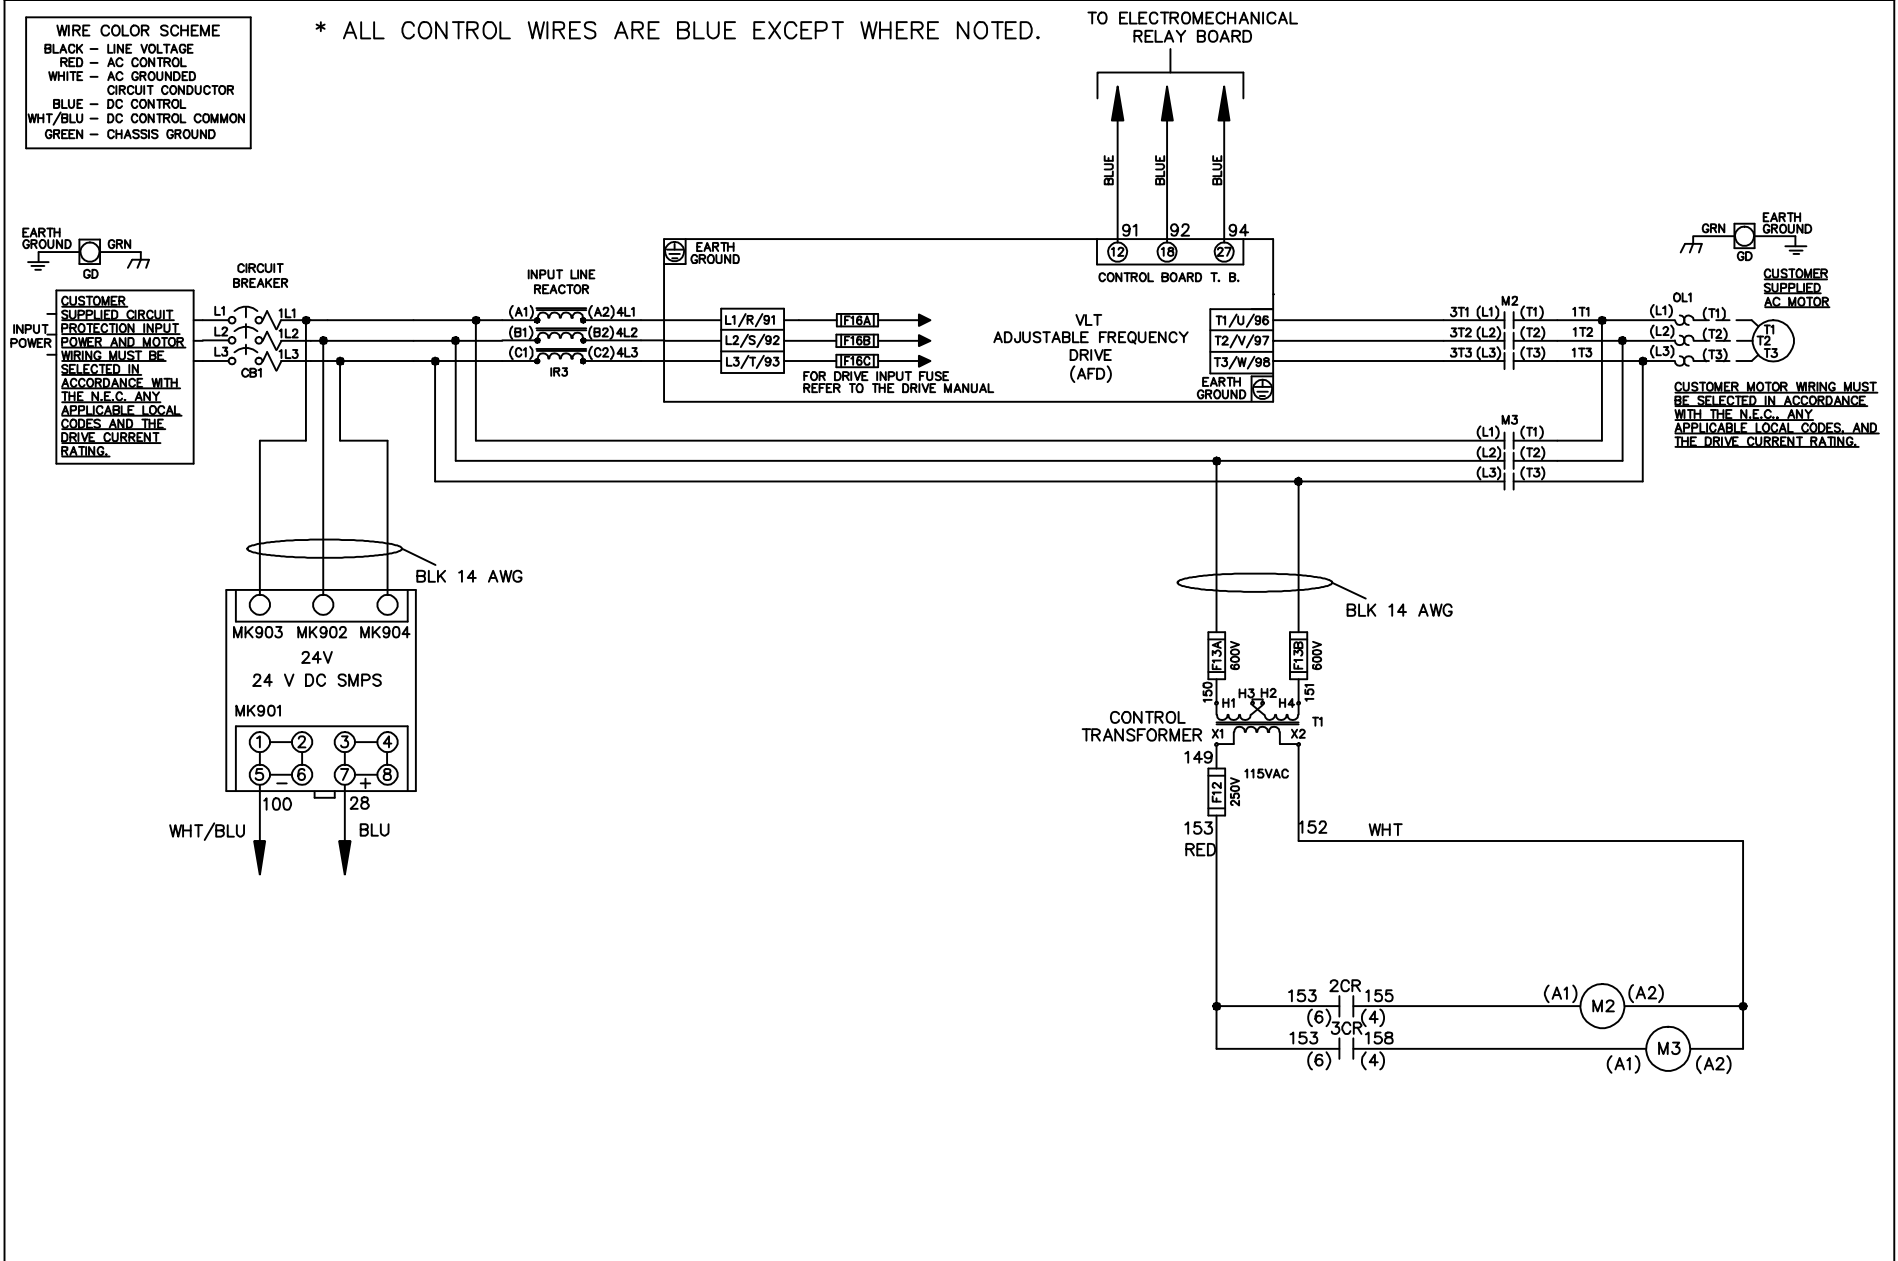 WIRE COLOR SCHEME
BLACK – LINE VOLTAGE
RED – AC CONTROL
WHITE – AC GROUNDED
CIRCUIT CONDUCTOR
BLUE – DC CONTROL
WHT/BLU – DC CONTROL COMMON
GREEN – CHASSIS GROUND
* ALL CONTROL WIRES ARE BLUE EXCEPT WHERE NOTED.
TO ELECTROMECHANICAL
RELAY BOARD
BLUE
BLUE
BLUE
91 92 94
12 18 27
CONTROL BOARD T. B.
EARTH
GROUND
GRN
GD
CUSTOMER
SUPPLIED CIRCUIT
PROTECTION INPUT
POWER AND MOTOR
WIRING MUST BE
SELECTED IN
ACCORDANCE WITH
THE N.E.C. ANY
APPLICABLE LOCAL
CODES AND THE
DRIVE CURRENT
RATING.
INPUT
POWER
CIRCUIT
BREAKER
L1 1L1
L2 1L2
L3 1L3
CB1
INPUT LINE
REACTOR
(A1) (A2) 4L1
(B1) (B2) 4L2
(C1) (C2) 4L3
IR3
EARTH
GROUND
L1/R/91
L2/S/92
L3/T/93
IF16A
IF16B
IF16C
FOR DRIVE INPUT FUSE
REFER TO THE DRIVE MANUAL
VLT
ADJUSTABLE FREQUENCY
DRIVE
(AFD)
T1/U/96
T2/V/97
T3/W/98
EARTH
GROUND
M2
3T1 (L1) (T1) 1T1
3T2 (L2) (T2) 1T2
3T3 (L3) (T3) 1T3
OL1
(L1) (T1)
(L2) (T2)
(L3) (T3)
T1
T2
T3
GRN
GD
EARTH
GROUND
CUSTOMER
SUPPLIED
AC MOTOR
CUSTOMER MOTOR WIRING MUST
BE SELECTED IN ACCORDANCE
WITH THE N.E.C., ANY
APPLICABLE LOCAL CODES, AND
THE DRIVE CURRENT RATING.
M3
(L1) (T1)
(L2) (T2)
(L3) (T3)
BLK 14 AWG
MK903 MK902 MK904
24V
24 V DC SMPS
MK901
1 2 3 4
5 – 6 7 + 8
100 28
WHT/BLU BLU
BLK 14 AWG
F13A
600V
F13B
600V
150
151
H1 H3 H2 H4
T1
CONTROL
TRANSFORMER
X1 X2
149
115VAC
F12
250V
153
RED
152 WHT
2CR
153 155
(6) (4)
(A1) M2 (A2)
3CR
153 158
(6) (4)
(A1) M3 (A2)